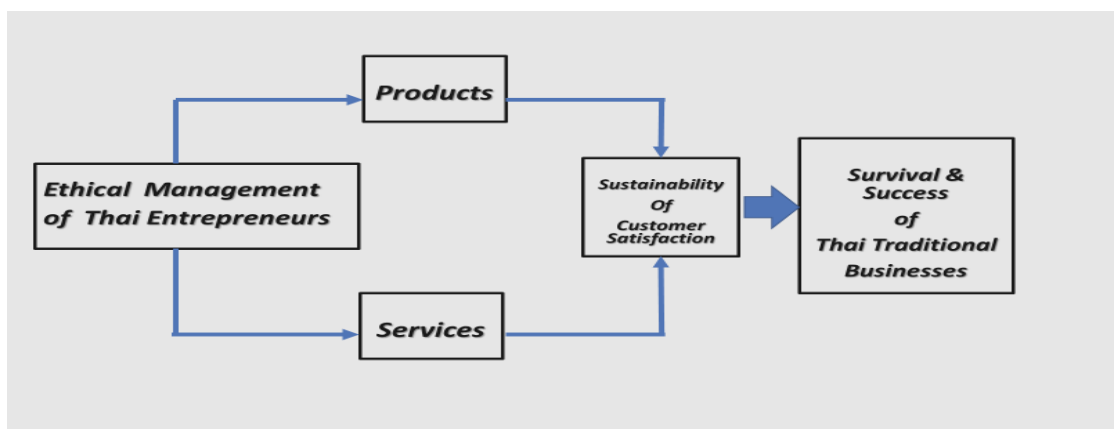 Products
Ethical Management
of Thai Entrepreneurs
Sustainability
Of
Customer
Satisfaction
Survival &
Success
of
Thai Traditional
Businesses
Services